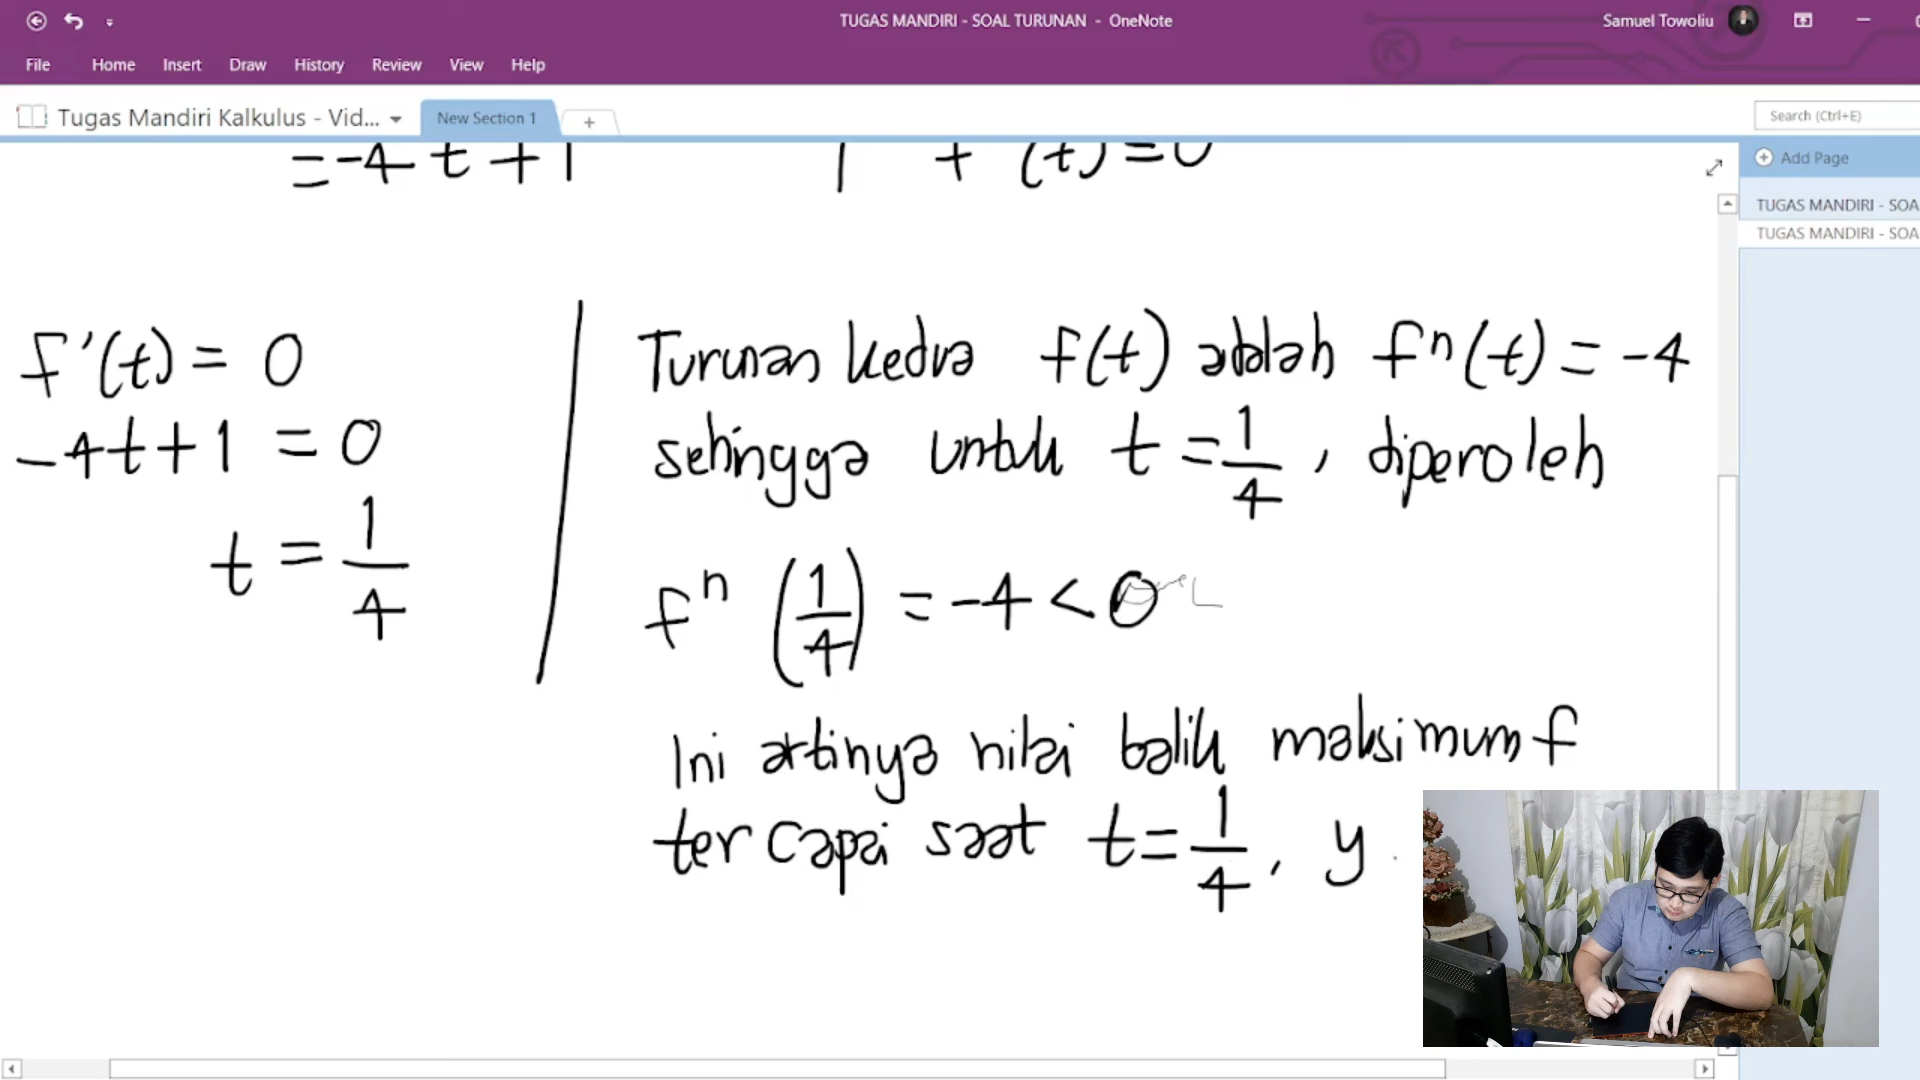 TUGAS MANDIRI - SOAL TURUNAN - OneNote
Samuel Towoliu
File Home Insert Draw History Review View Help
Tugas Mandiri Kalkulus - Vid...
New Section 1
+
Search (Ctrl+E)
Add Page
TUGAS MANDIRI - SOA
TUGAS MANDIRI - SOA
= -4t + 1
(t) = 0
f'(t) = 0
-4t + 1 = 0
t = 1/4
Turunan kedua f(t) adalah fⁿ(t) = -4
sehingga untuk t = 1/4, diperoleh
fⁿ (1/4) = -4 < 0
Ini artinya nilai balik maksimum f
tercapai saat t = 1/4, y